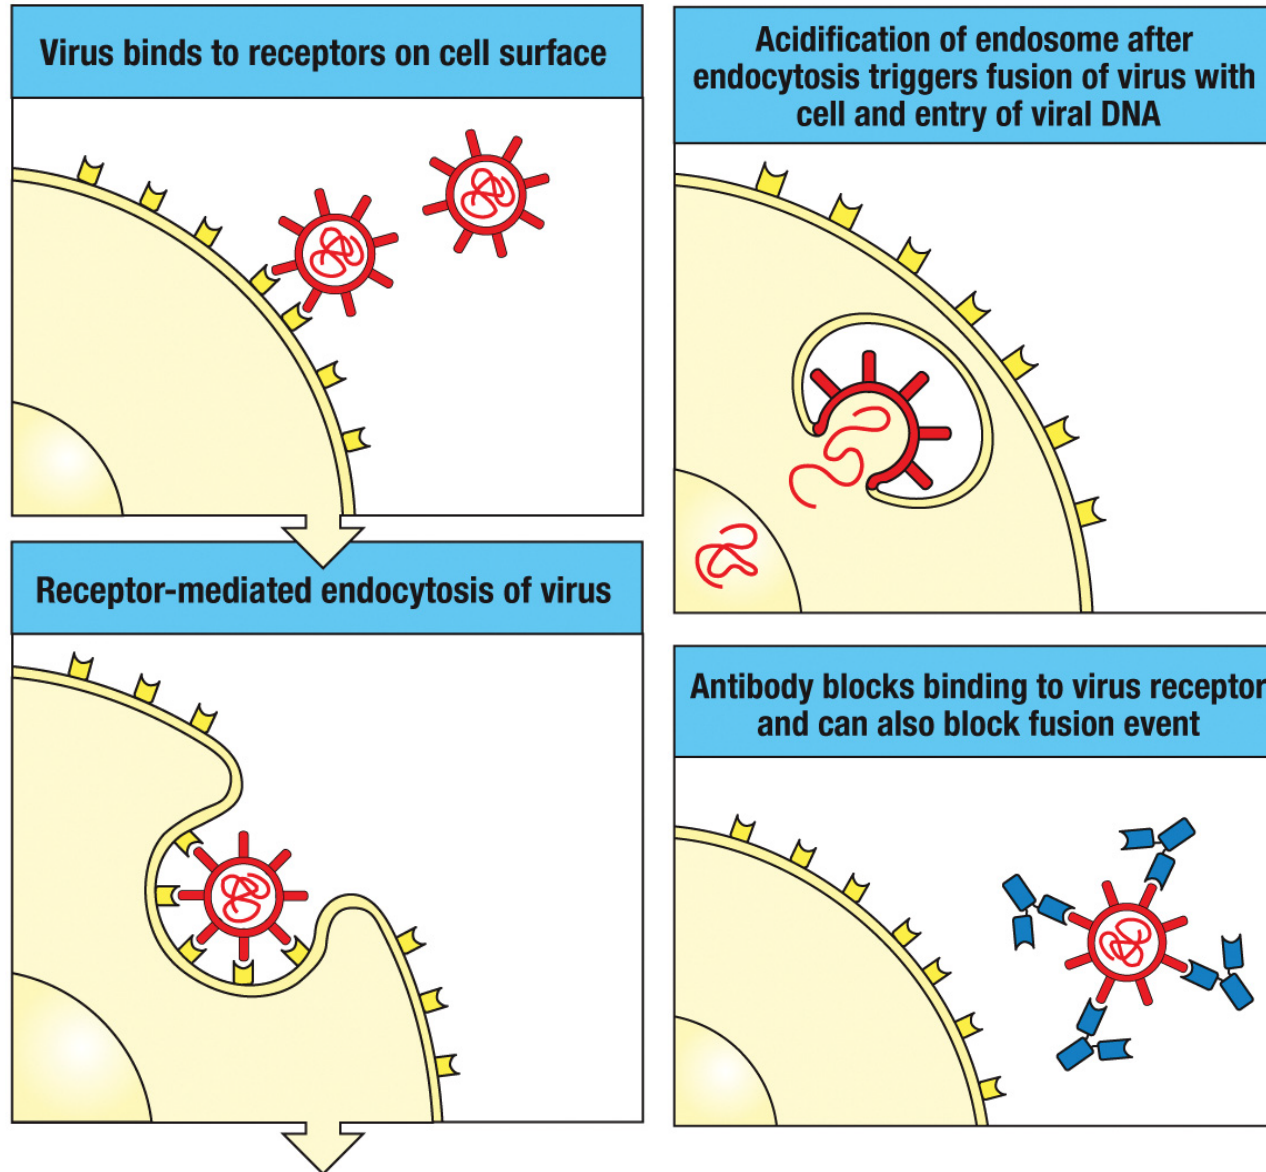 Virus binds to receptors on cell surface
Receptor-mediated endocytosis of virus
Acidification of endosome after
endocytosis triggers fusion of virus with
cell and entry of viral DNA
Antibody blocks binding to virus receptor
and can also block fusion event